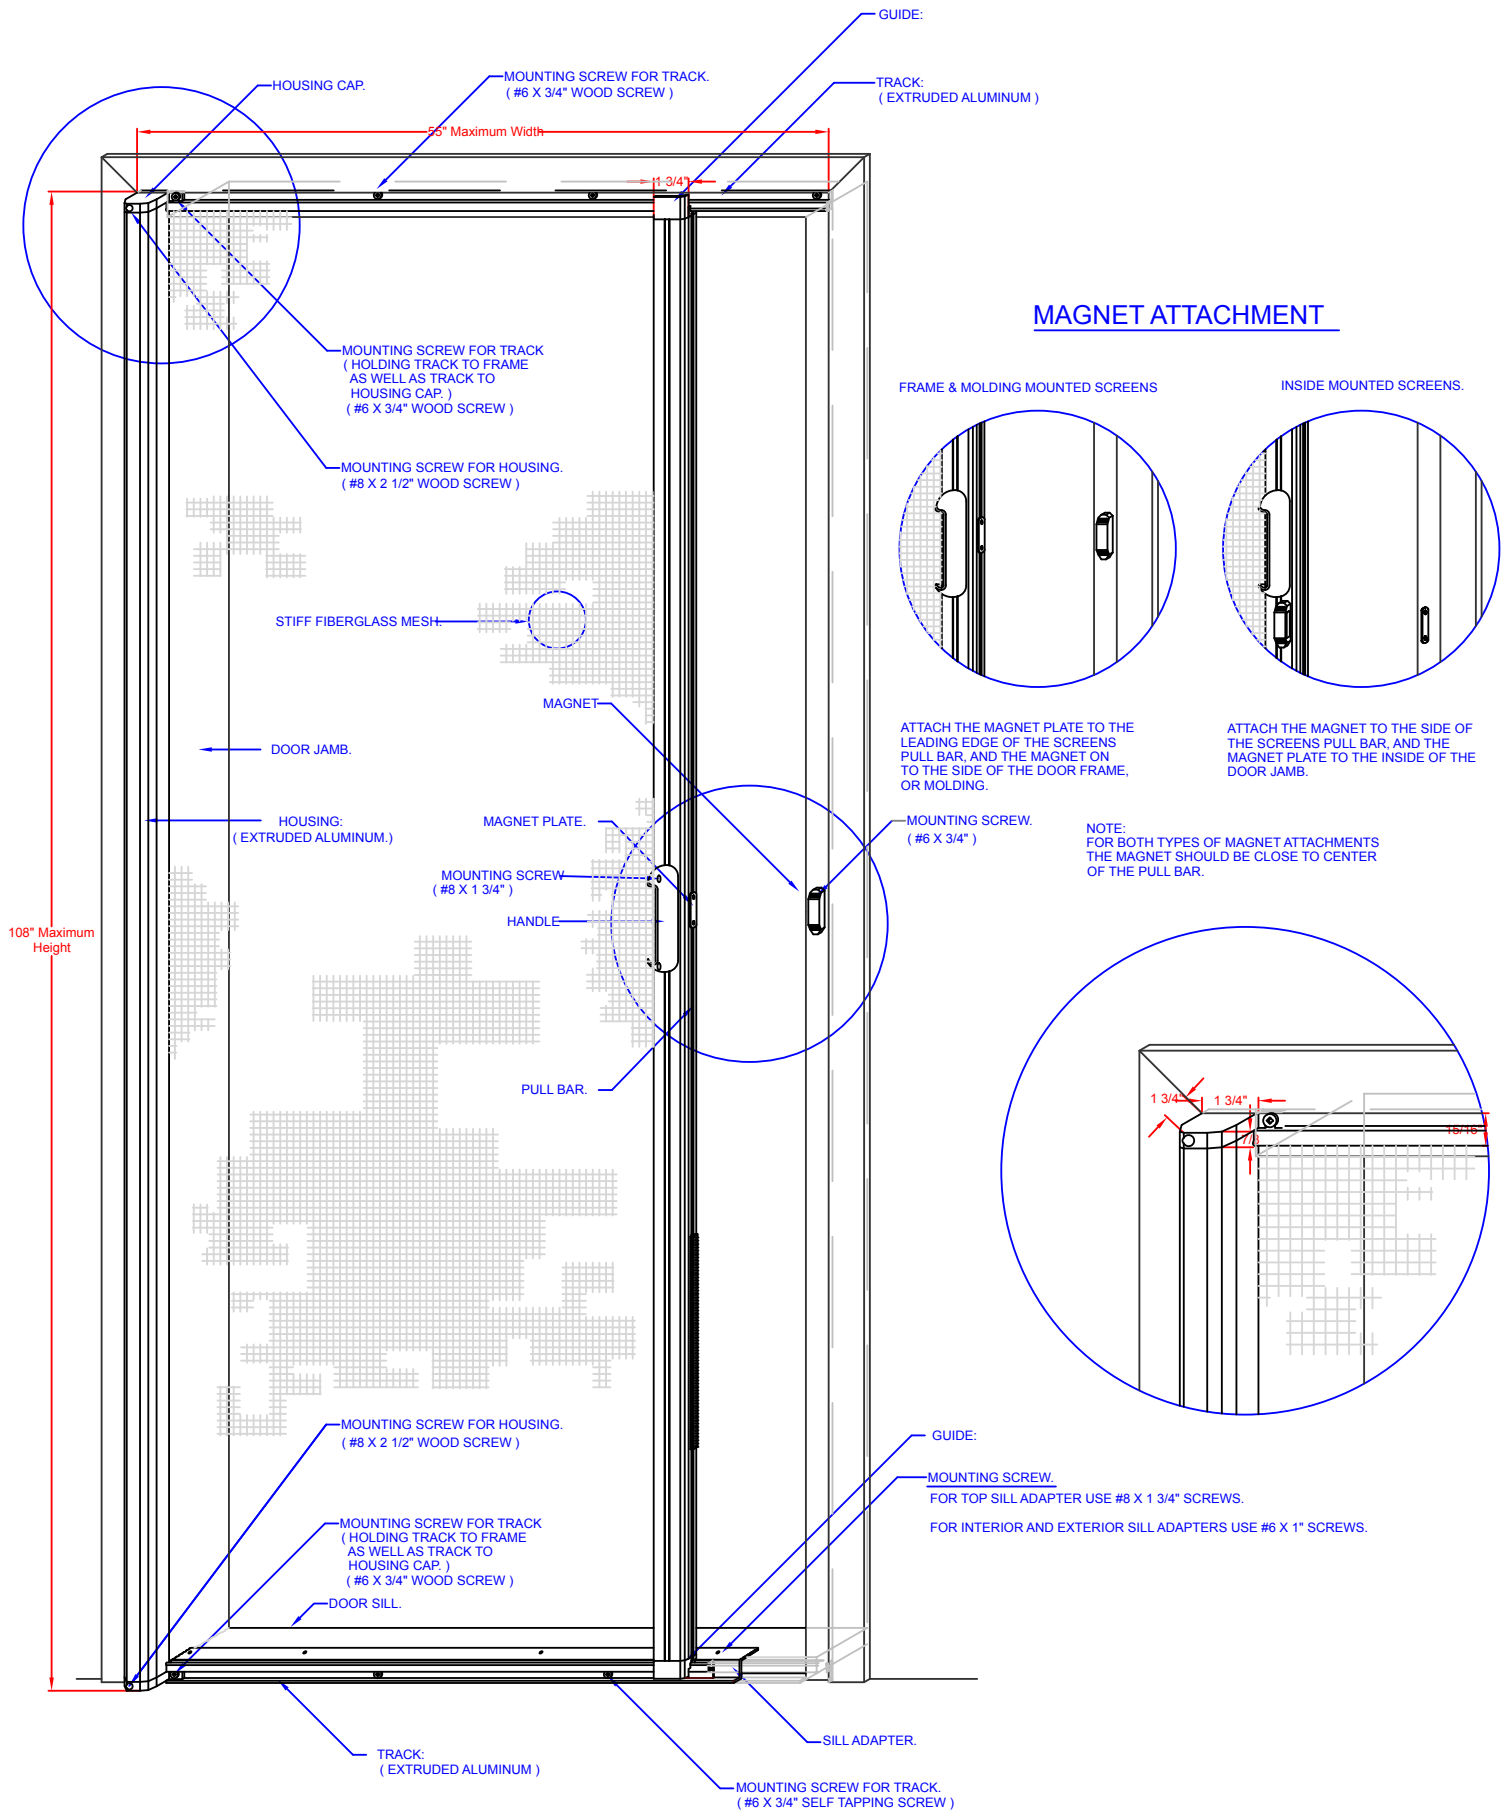 GUIDE:
HOUSING CAP.
MOUNTING SCREW FOR TRACK.
( #6 X 3/4" WOOD SCREW )
TRACK:
( EXTRUDED ALUMINUM )
55" Maximum Width
1 3/4"
MOUNTING SCREW FOR TRACK
( HOLDING TRACK TO FRAME
AS WELL AS TRACK TO
HOUSING CAP. )
( #6 X 3/4" WOOD SCREW )
MOUNTING SCREW FOR HOUSING.
( #8 X 2 1/2" WOOD SCREW )
STIFF FIBERGLASS MESH.
MAGNET
DOOR JAMB.
HOUSING:
( EXTRUDED ALUMINUM.)
MAGNET PLATE.
MOUNTING SCREW
( #8 X 1 3/4" )
HANDLE
MOUNTING SCREW.
( #6 X 3/4" )
108" Maximum
Height
PULL BAR.
MAGNET ATTACHMENT
FRAME & MOLDING MOUNTED SCREENS
INSIDE MOUNTED SCREENS.
ATTACH THE MAGNET PLATE TO THE
LEADING EDGE OF THE SCREENS
PULL BAR, AND THE MAGNET ON
TO THE SIDE OF THE DOOR FRAME,
OR MOLDING.
ATTACH THE MAGNET TO THE SIDE OF
THE SCREENS PULL BAR, AND THE
MAGNET PLATE TO THE INSIDE OF THE
DOOR JAMB.
NOTE:
FOR BOTH TYPES OF MAGNET ATTACHMENTS
THE MAGNET SHOULD BE CLOSE TO CENTER
OF THE PULL BAR.
1 3/4"
1 3/4"
7/8
15/16"
MOUNTING SCREW FOR HOUSING.
( #8 X 2 1/2" WOOD SCREW )
GUIDE:
MOUNTING SCREW.
FOR TOP SILL ADAPTER USE #8 X 1 3/4" SCREWS.
FOR INTERIOR AND EXTERIOR SILL ADAPTERS USE #6 X 1" SCREWS.
MOUNTING SCREW FOR TRACK
( HOLDING TRACK TO FRAME
AS WELL AS TRACK TO
HOUSING CAP. )
( #6 X 3/4" WOOD SCREW )
DOOR SILL.
SILL ADAPTER.
TRACK:
( EXTRUDED ALUMINUM )
MOUNTING SCREW FOR TRACK.
( #6 X 3/4" SELF TAPPING SCREW )